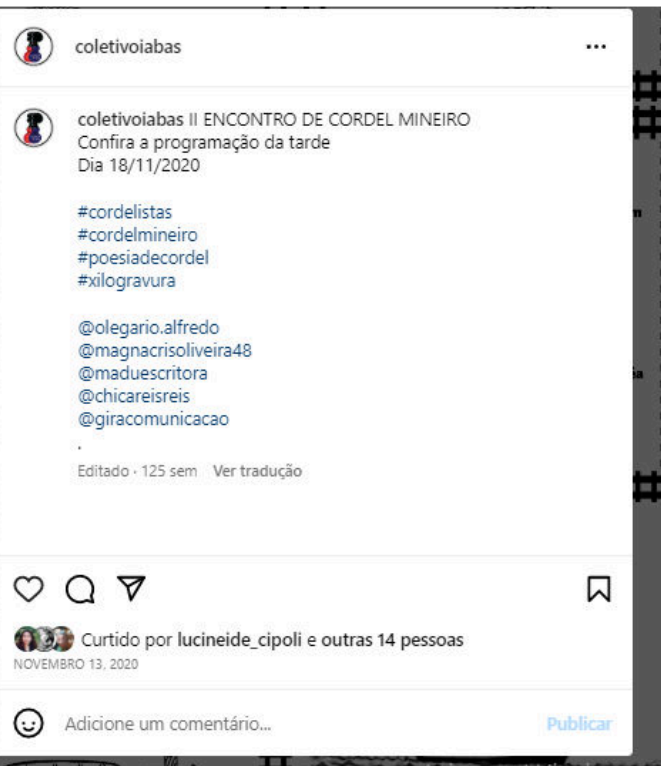 coletivoiabas
coletivoiabas II ENCONTRO DE CORDEL MINEIRO
Confira a programação da tarde
Dia 18/11/2020
#cordelistas
#cordelmineiro
#poesiadecordel
#xilogravura
@olegario.alfredo
@magnacrisoliveira48
@maduescritora
@chicareisreis
@giracomunicacao
.
Editado · 125 sem Ver tradução
Curtido por lucineide_cipoli e outras 14 pessoas
NOVEMBRO 13, 2020
Adicione um comentário... Publicar